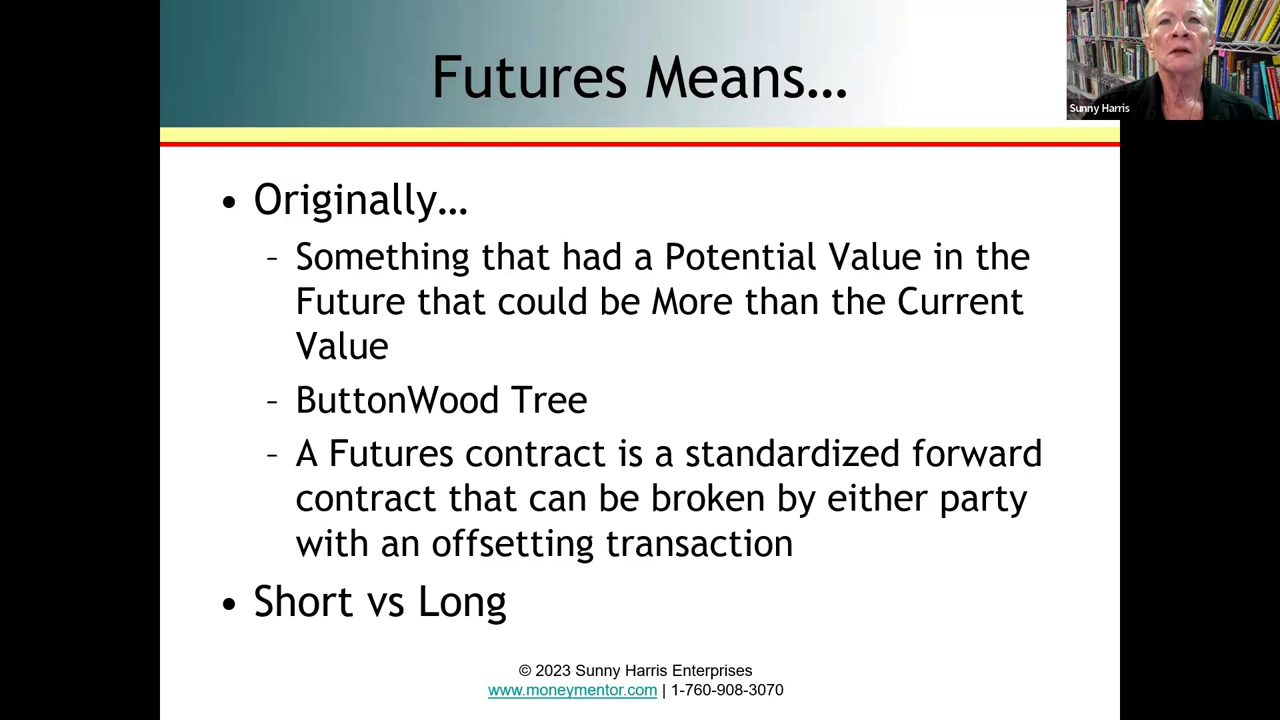 Futures Means…
Sunny Harris
• Originally…
– Something that had a Potential Value in the
Future that could be More than the Current
Value
– ButtonWood Tree
– A Futures contract is a standardized forward
contract that can be broken by either party
with an offsetting transaction
• Short vs Long
© 2023 Sunny Harris Enterprises
www.moneymentor.com | 1-760-908-3070